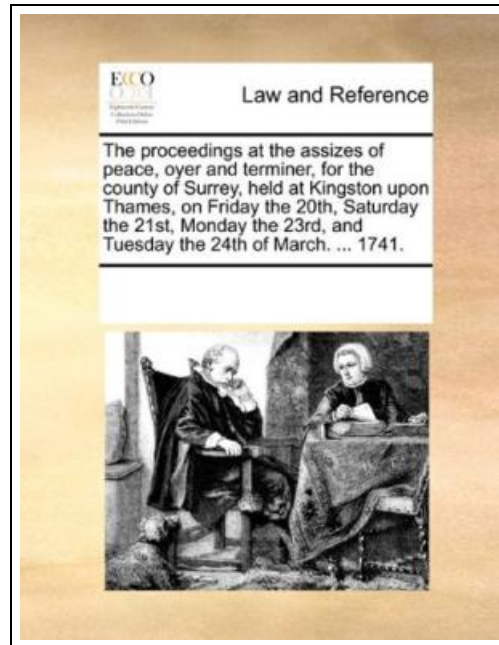 ECCO
Law and Reference
The proceedings at the assizes of
peace, oyer and terminer, for the
county of Surrey, held at Kingston upon
Thames, on Friday the 20th, Saturday
the 21st, Monday the 23rd, and
Tuesday the 24th of March. ... 1741.